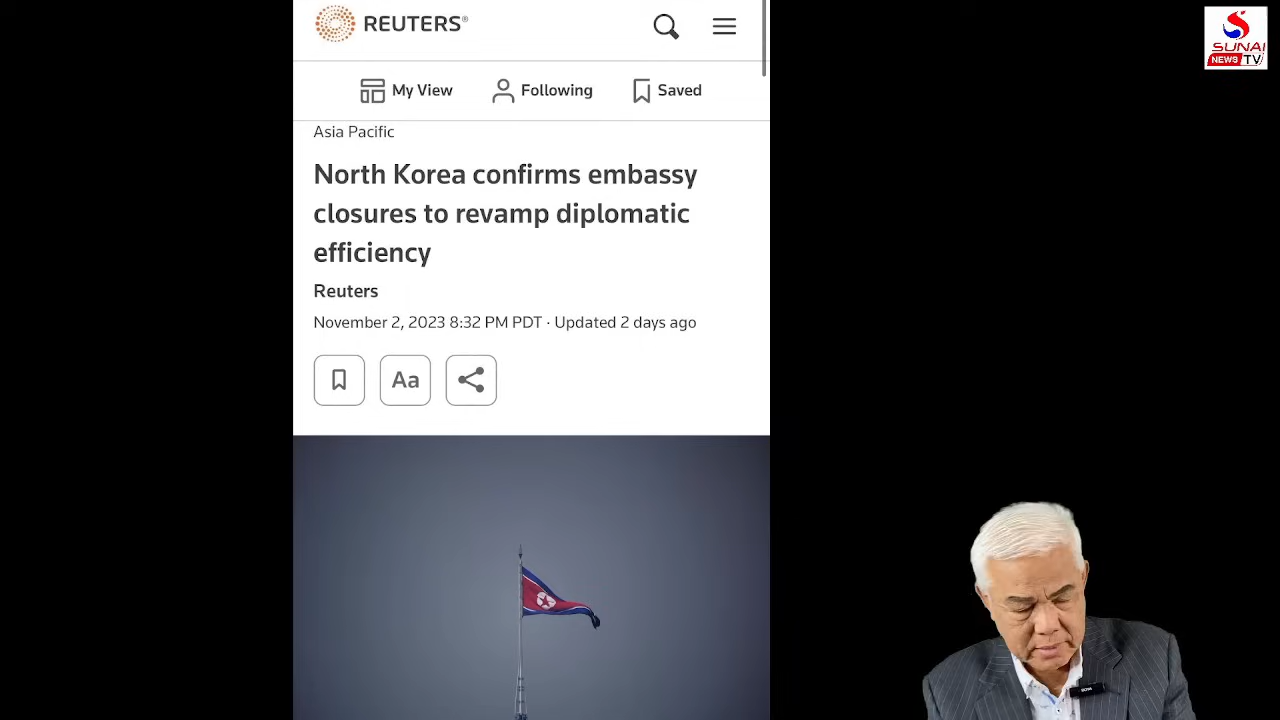 REUTERS®
SUNAI
NEWS TV
My View
Following
Saved
Asia Pacific
North Korea confirms embassy
closures to revamp diplomatic
efficiency
Reuters
November 2, 2023 8:32 PM PDT · Updated 2 days ago
Aa